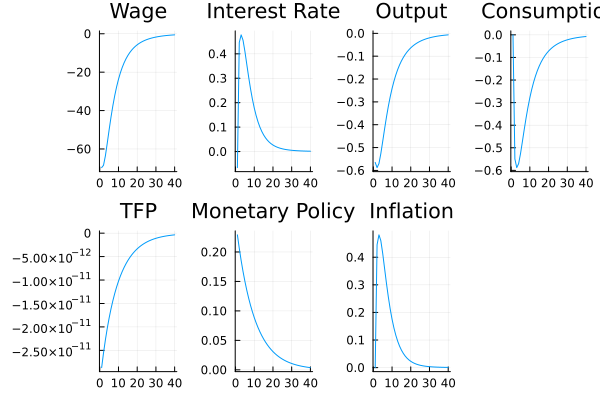 Wage
0
−20
−40
−60
0 10 20 30 40
Interest Rate
0.4
0.3
0.2
0.1
0.0
0 10 20 30 40
Output
0.0
−0.1
−0.2
−0.3
−0.4
−0.5
−0.6
0 10 20 30 40
Consumptio
0.0
−0.1
−0.2
−0.3
−0.4
−0.5
−0.6
0 10 20 30 40
TFP
0
−5.00×10⁻¹²
−1.00×10⁻¹¹
−1.50×10⁻¹¹
−2.00×10⁻¹¹
−2.50×10⁻¹¹
0 10 20 30 40
Monetary Policy
0.20
0.15
0.10
0.05
0.00
0 10 20 30 40
Inflation
0.4
0.3
0.2
0.1
0.0
0 10 20 30 40